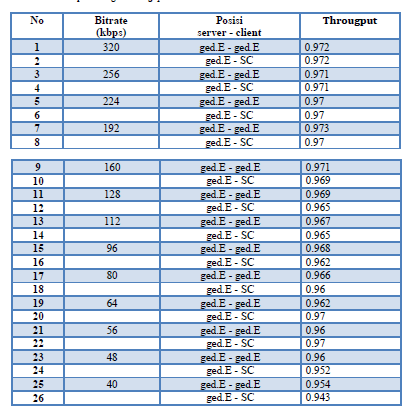 No Bitrate (kbps) Posisi server - client Througput
1 320 ged.E - ged.E 0.972
2 ged.E - SC 0.972
3 256 ged.E - ged.E 0.971
4 ged.E - SC 0.971
5 224 ged.E - ged.E 0.97
6 ged.E - SC 0.97
7 192 ged.E - ged.E 0.973
8 ged.E - SC 0.97
9 160 ged.E - ged.E 0.971
10 ged.E - SC 0.969
11 128 ged.E - ged.E 0.969
12 ged.E - SC 0.965
13 112 ged.E - ged.E 0.967
14 ged.E - SC 0.965
15 96 ged.E - ged.E 0.968
16 ged.E - SC 0.962
17 80 ged.E - ged.E 0.966
18 ged.E - SC 0.96
19 64 ged.E - ged.E 0.962
20 ged.E - SC 0.97
21 56 ged.E - ged.E 0.96
22 ged.E - SC 0.97
23 48 ged.E - ged.E 0.96
24 ged.E - SC 0.952
25 40 ged.E - ged.E 0.954
26 ged.E - SC 0.943